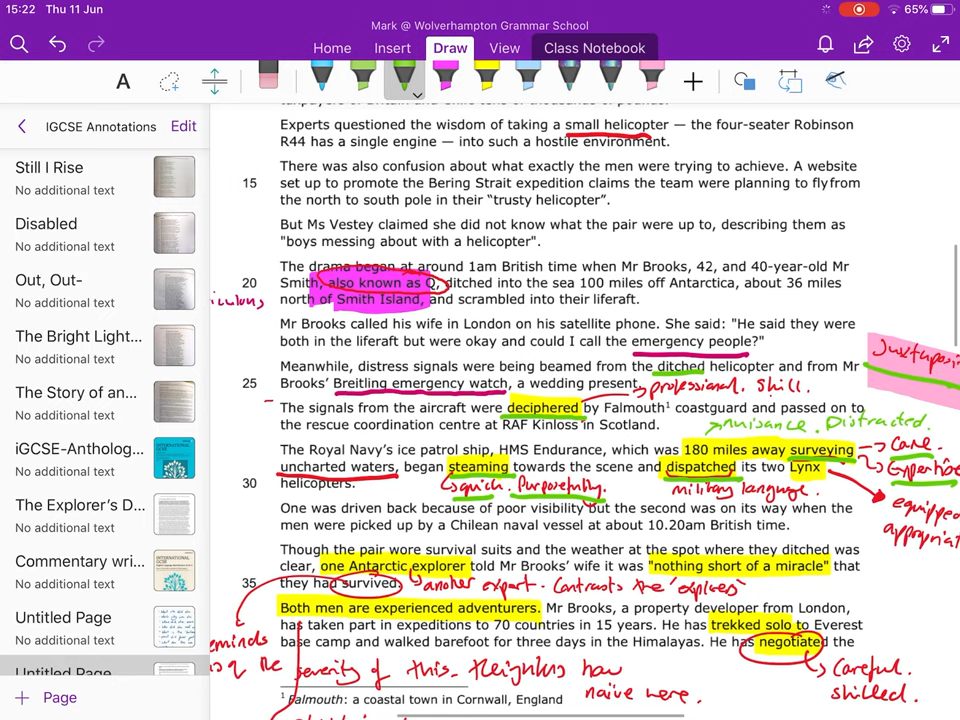 15:22 Thu 11 Jun
65%
Mark @ Wolverhampton Grammar School
Home Insert Draw View Class Notebook
IGCSE Annotations Edit
Still I Rise
No additional text
Disabled
No additional text
Out, Out-
No additional text
The Bright Light...
No additional text
The Story of an...
No additional text
iGCSE-Antholog...
No additional text
The Explorer's D...
No additional text
Commentary wri...
No additional text
Untitled Page
No additional text
Untitled Page
Page
Experts questioned the wisdom of taking a small helicopter — the four-seater Robinson
R44 has a single engine — into such a hostile environment.
There was also confusion about what exactly the men were trying to achieve. A website
15 set up to promote the Bering Strait expedition claims the team were planning to fly from
the north to south pole in their "trusty helicopter".
But Ms Vestey claimed she did not know what the pair were up to, describing them as
"boys messing about with a helicopter".
The drama began at around 1am British time when Mr Brooks, 42, and 40-year-old Mr
20 Smith, also known as Q, ditched into the sea 100 miles off Antarctica, about 36 miles
north of Smith Island, and scrambled into their liferaft.
Mr Brooks called his wife in London on his satellite phone. She said: "He said they were
both in the liferaft but were okay and could I call the emergency people?"
Meanwhile, distress signals were being beamed from the ditched helicopter and from Mr
25 Brooks' Breitling emergency watch, a wedding present.
professional. skill.
The signals from the aircraft were deciphered by Falmouth1 coastguard and passed on to
the rescue coordination centre at RAF Kinloss in Scotland.
nuisance. Distracted.
The Royal Navy's ice patrol ship, HMS Endurance, which was 180 miles away surveying
Care
uncharted waters, began steaming towards the scene and dispatched its two Lynx
Expertise
30 helicopters.
quick. Purposefully.
military language.
equipped
appropriat
One was driven back because of poor visibility but the second was on its way when the
men were picked up by a Chilean naval vessel at about 10.20am British time.
Though the pair wore survival suits and the weather at the spot where they ditched was
clear, one Antarctic explorer told Mr Brooks' wife it was "nothing short of a miracle" that
35 they had survived.
another expert. Contrasts the
Both men are experienced adventurers. Mr Brooks, a property developer from London,
has taken part in expeditions to 70 countries in 15 years. He has trekked solo to Everest
base camp and walked barefoot for three days in the Himalayas. He has negotiated the
severity of this. Heightens how
naive were.
Careful.
skilled.
1 Falmouth: a coastal town in Cornwall, England